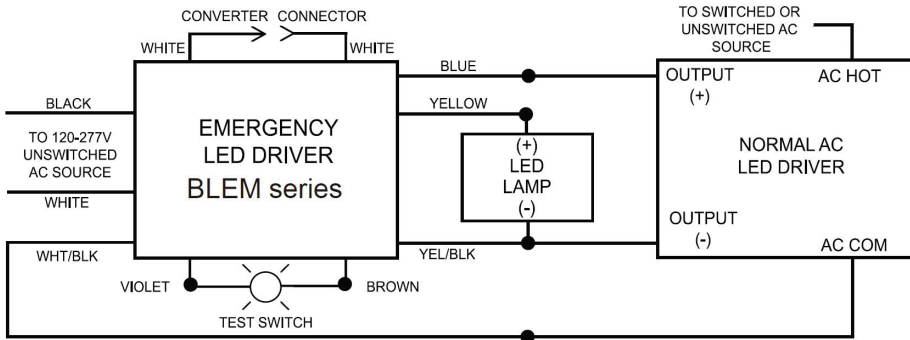 CONVERTER CONNECTOR
WHITE WHITE
TO SWITCHED OR
UNSWITCHED AC
SOURCE
BLACK
TO 120-277V
UNSWITCHED
AC SOURCE
WHITE
WHT/BLK
EMERGENCY
LED DRIVER
BLEM series
BLUE
YELLOW
YEL/BLK
(+)
LED
LAMP
(-)
OUTPUT
(+)
AC HOT
NORMAL AC
LED DRIVER
OUTPUT
(-)
AC COM
VIOLET
BROWN
TEST SWITCH